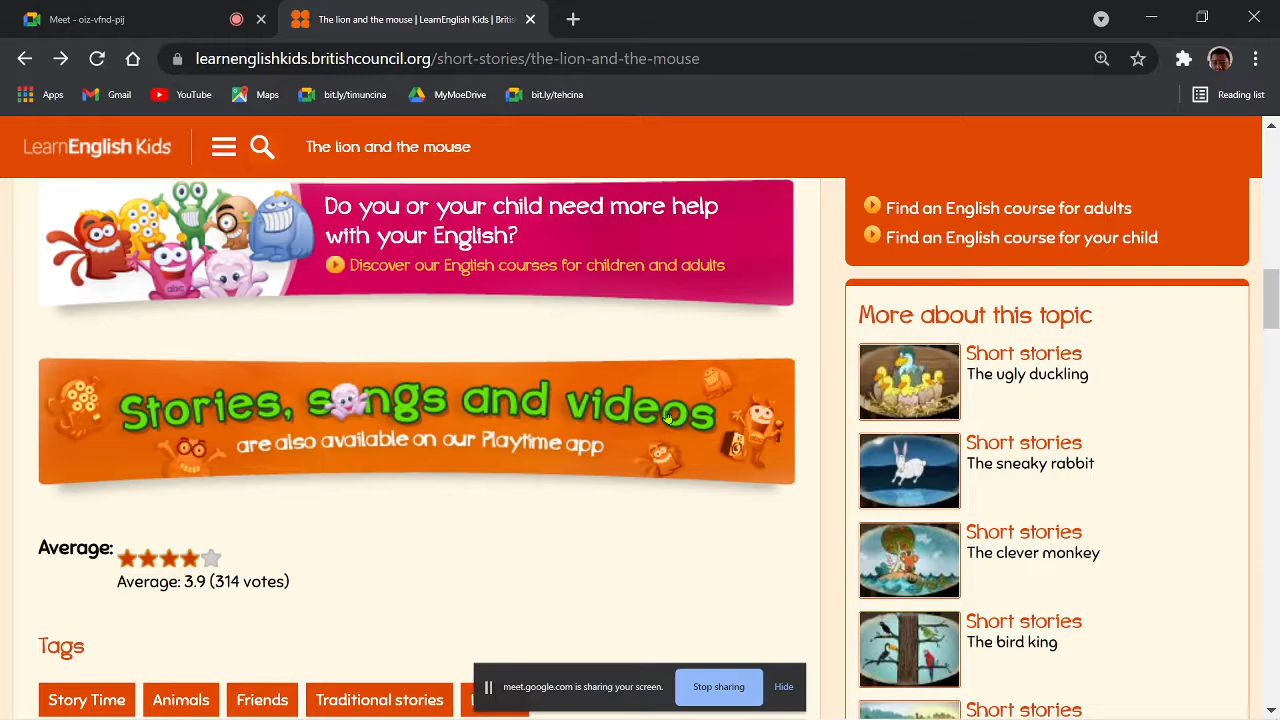 Meet - oiz-vfnd-pij
The lion and the mouse | LearnEnglish Kids | Briti
learnenglishkids.britishcouncil.org/short-stories/the-lion-and-the-mouse
Apps
Gmail
YouTube
Maps
bit.ly/timuncina
MyMoeDrive
bit.ly/tehcina
Reading list
LearnEnglish Kids
The lion and the mouse
Do you or your child need more help
with your English?
Discover our English courses for children and adults
Stories, songs and videos
are also available on our Playtime app
Average:
Average: 3.9 (314 votes)
Tags
Story Time
Animals
Friends
Traditional stories
Find an English course for adults
Find an English course for your child
More about this topic
Short stories
The ugly duckling
Short stories
The sneaky rabbit
Short stories
The clever monkey
Short stories
The bird king
Short stories
meet.google.com is sharing your screen.
Stop sharing
Hide